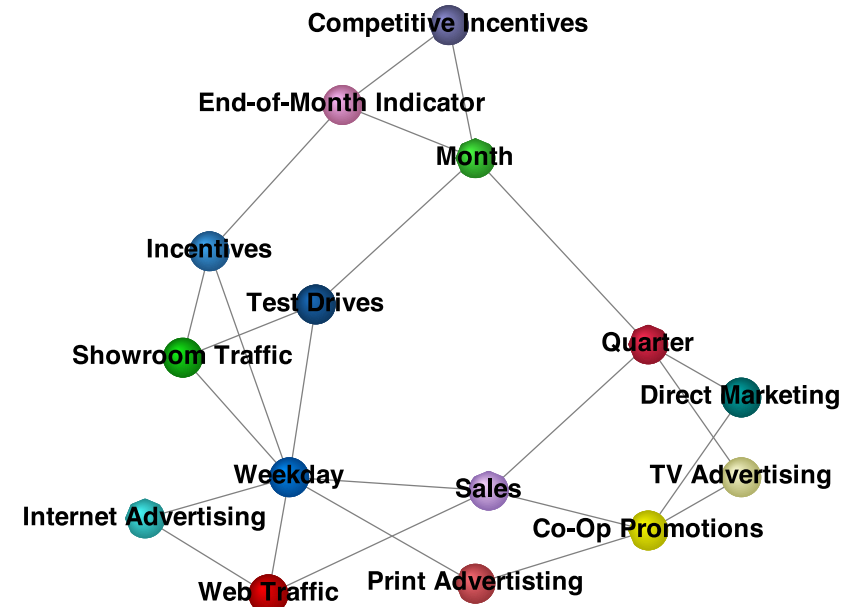 Competitive Incentives
End-of-Month Indicator
Month
Incentives
Test Drives
Showroom Traffic
Quarter
Direct Marketing
Weekday
Sales
TV Advertising
Internet Advertising
Co-Op Promotions
Web Traffic
Print Advertisting